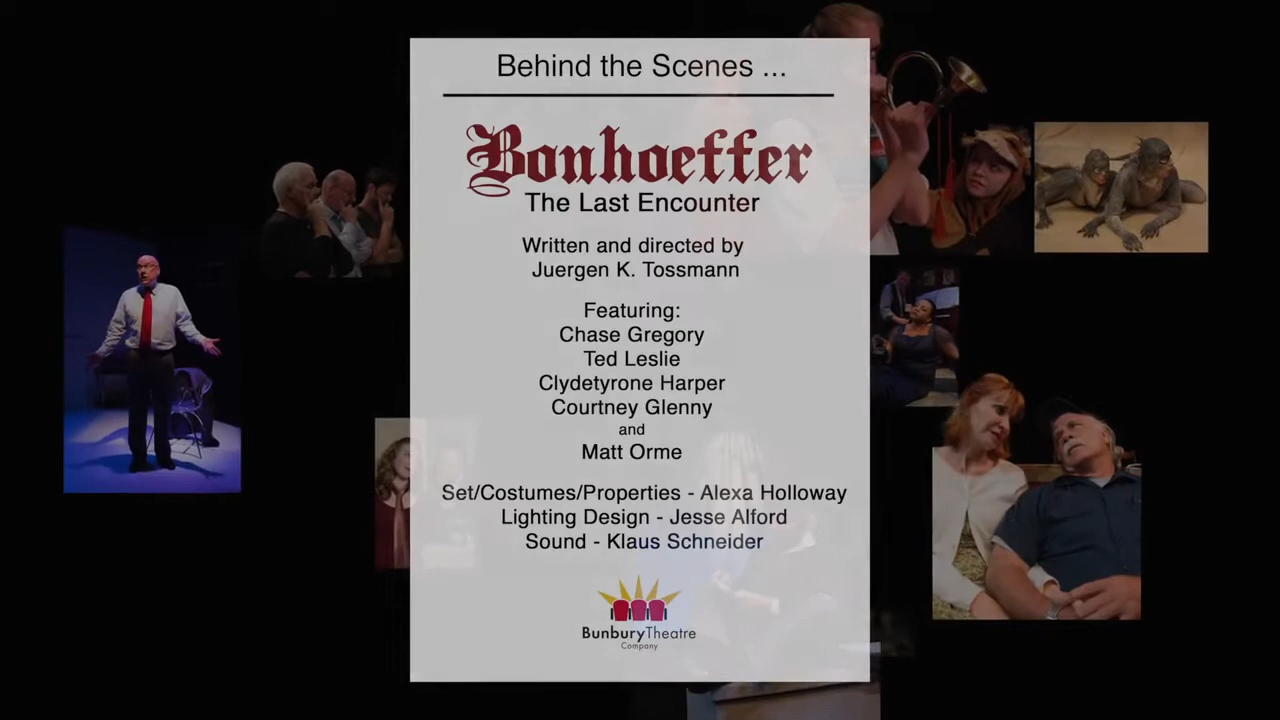 Behind the Scenes ...
Bonhoeffer
The Last Encounter
Written and directed by
Juergen K. Tossmann
Featuring:
Chase Gregory
Ted Leslie
Clydetyrone Harper
Courtney Glenny
and
Matt Orme
Set/Costumes/Properties - Alexa Holloway
Lighting Design - Jesse Alford
Sound - Klaus Schneider
BunburyTheatre
Company